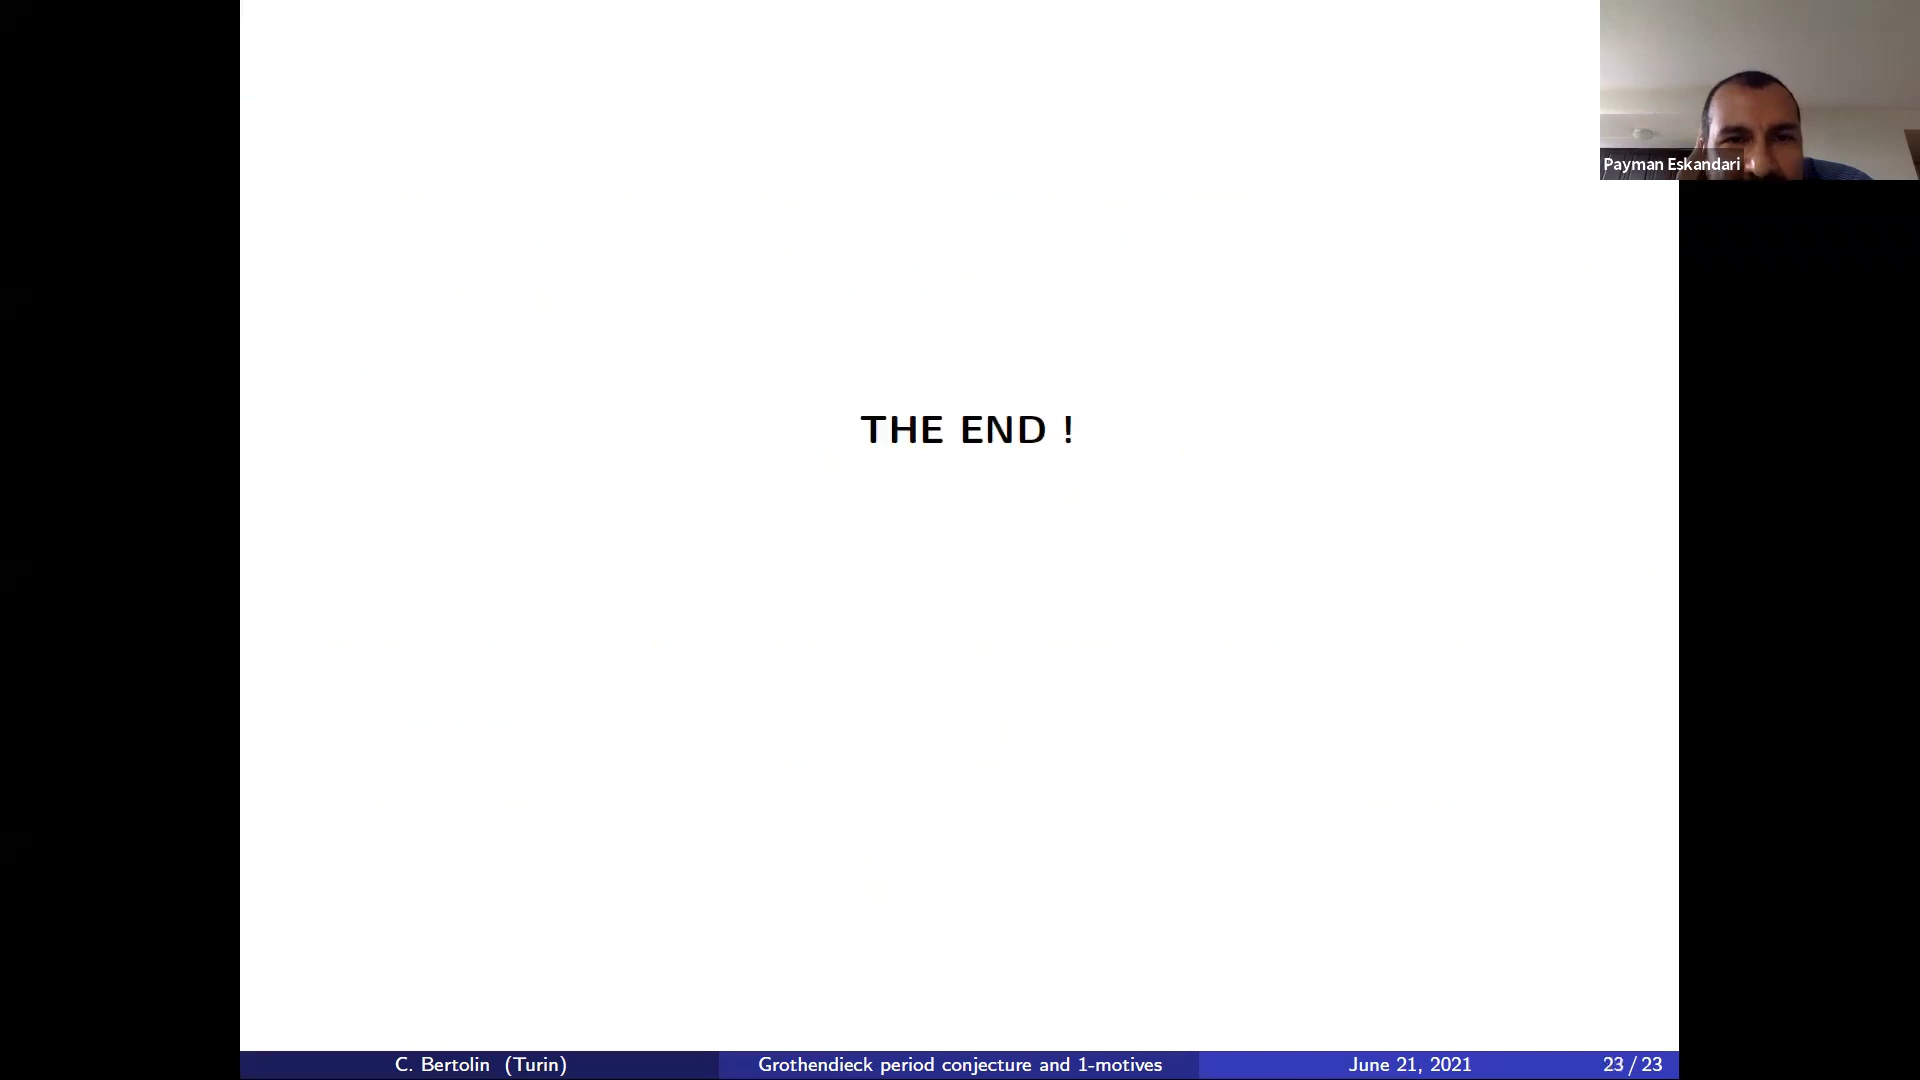 Payman Eskandari
THE END !
C. Bertolin (Turin)
Grothendieck period conjecture and 1-motives
June 21, 2021
23 / 23